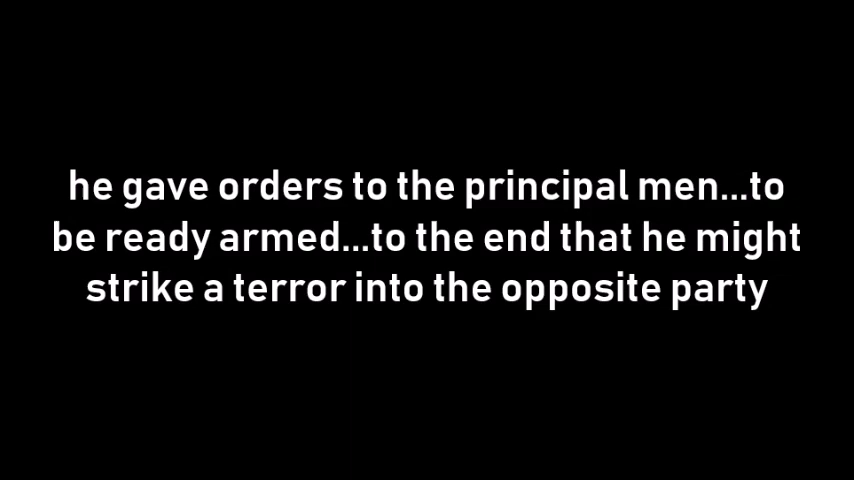 he gave orders to the principal men...to
be ready armed...to the end that he might
strike a terror into the opposite party